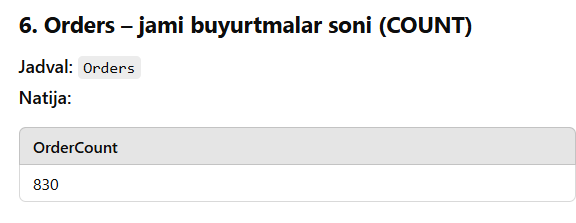 6. Orders – jami buyurtmalar soni (COUNT)
Jadval: Orders
Natija:
OrderCount
830